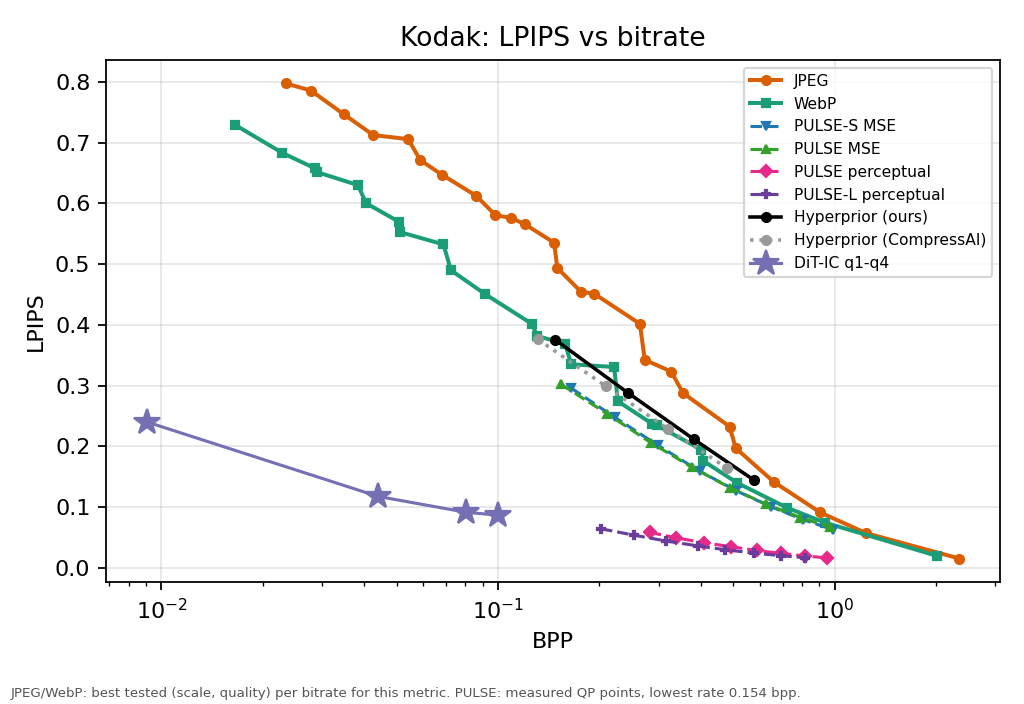 Kodak: LPIPS vs bitrate
0.8
0.7
0.6
0.5
0.4
0.3
0.2
0.1
0.0
LPIPS
JPEG
WebP
PULSE-S MSE
PULSE MSE
PULSE perceptual
PULSE-L perceptual
Hyperprior (ours)
Hyperprior (CompressAI)
DiT-IC q1-q4
10⁻² 10⁻¹ 10⁰
BPP
JPEG/WebP: best tested (scale, quality) per bitrate for this metric. PULSE: measured QP points, lowest rate 0.154 bpp.